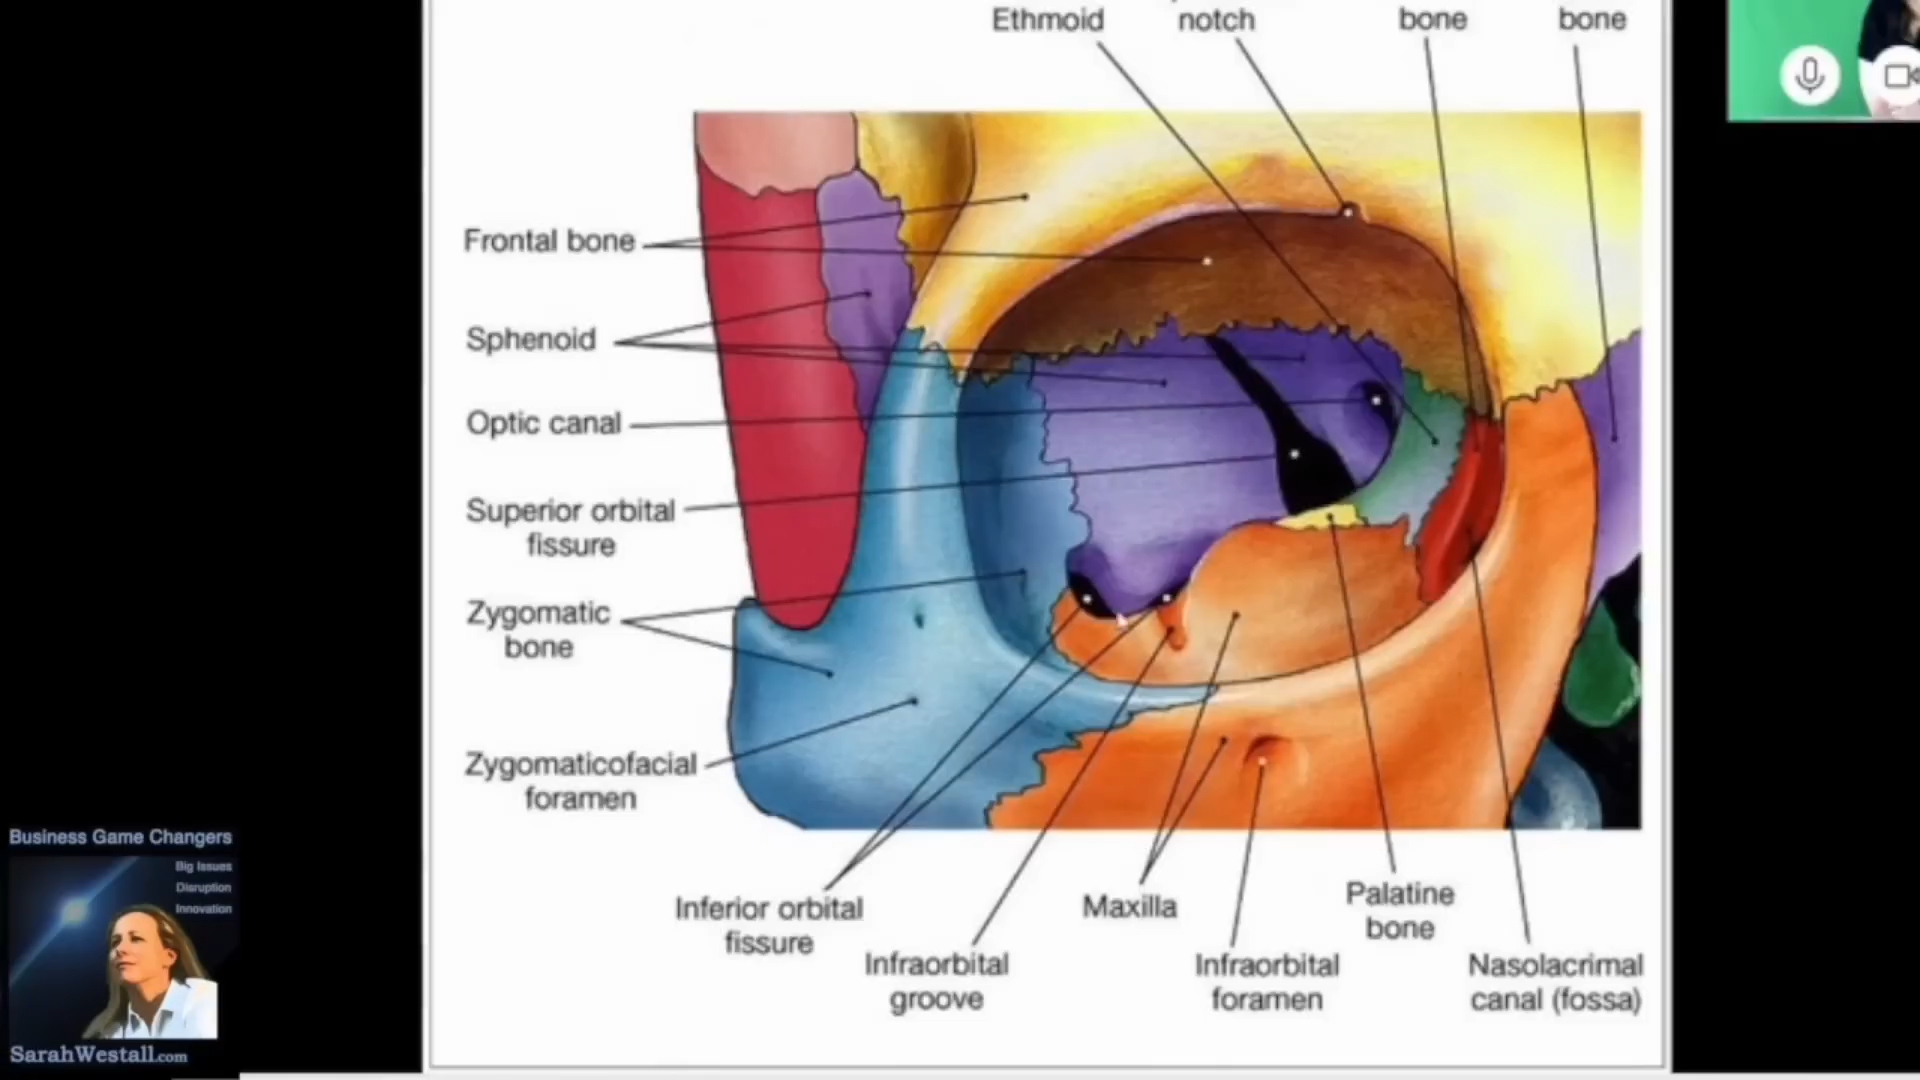 Ethmoid
notch
bone
bone
Frontal bone
Sphenoid
Optic canal
Superior orbital
fissure
Zygomatic
bone
Zygomaticofacial
foramen
Inferior orbital
fissure
Infraorbital
groove
Maxilla
Infraorbital
foramen
Palatine
bone
Nasolacrimal
canal (fossa)
Business Game Changers
Big Issues
Disruption
Innovation
SarahWestall.com